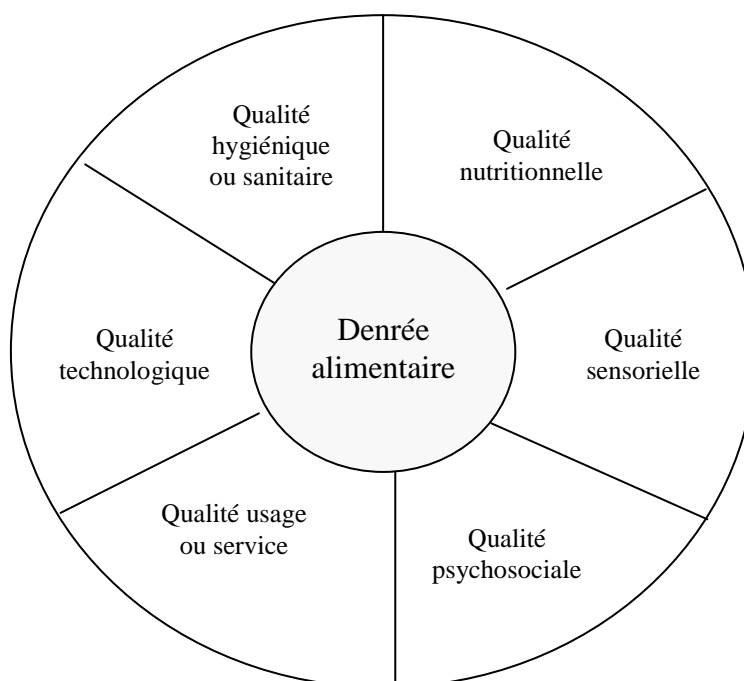 Qualité
hygiénique
ou sanitaire
Qualité
nutritionnelle
Denrée
alimentaire
Qualité
technologique
Qualité
sensorielle
Qualité usage
ou service
Qualité
psychosociale